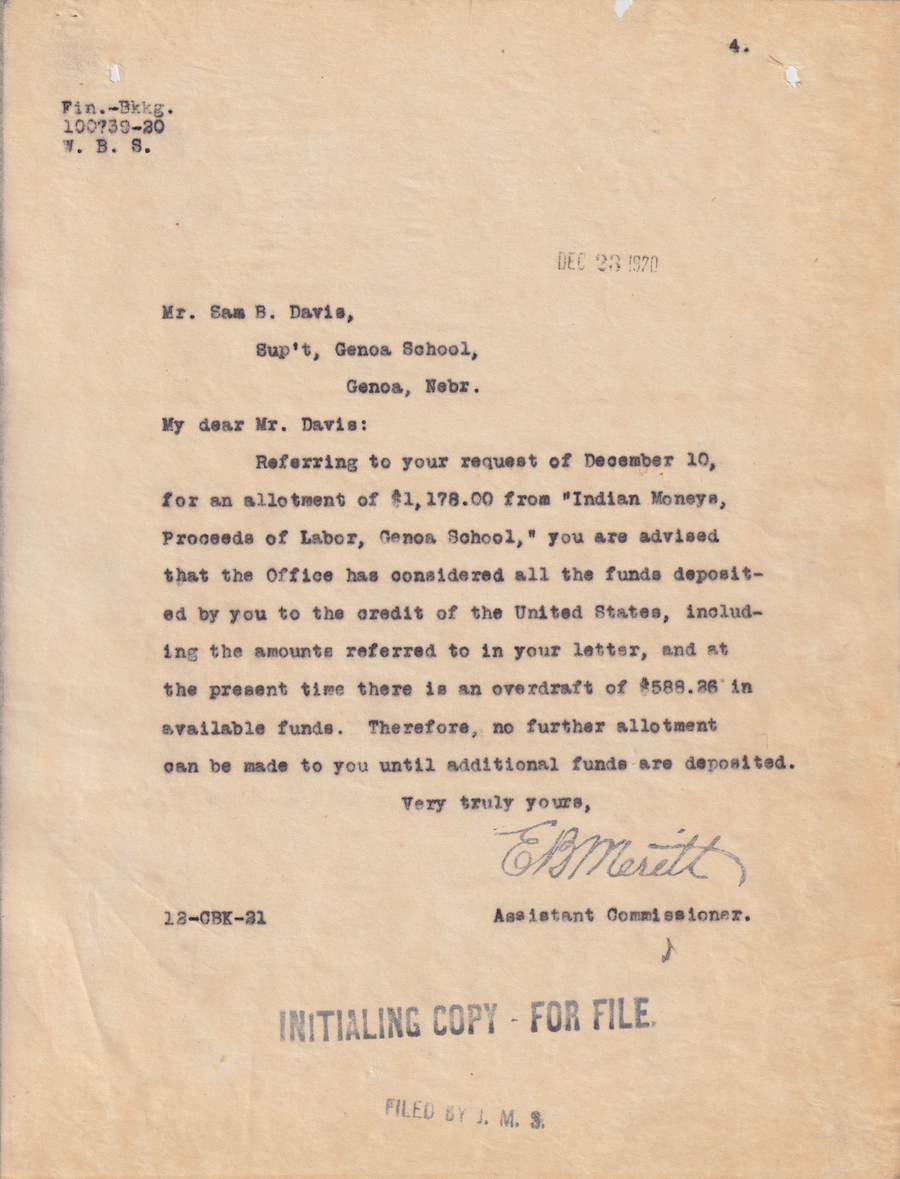 4.
Fin.-Bkkg.
100739-20
W. B. S.
DEC 23 1920
Mr. Sam B. Davis,
Sup't, Genoa School,
Genoa, Nebr.
My dear Mr. Davis:
Referring to your request of December 10,
for an allotment of $1,178.00 from "Indian Moneys,
Proceeds of Labor, Genoa School," you are advised
that the Office has considered all the funds deposit-
ed by you to the credit of the United States, includ-
ing the amounts referred to in your letter, and at
the present time there is an overdraft of $588.26 in
available funds. Therefore, no further allotment
can be made to you until additional funds are deposited.
Very truly yours,
E B Meritt
12-CBK-21
Assistant Commissioner.
INITIALING COPY - FOR FILE.
FILED BY J. M. S.